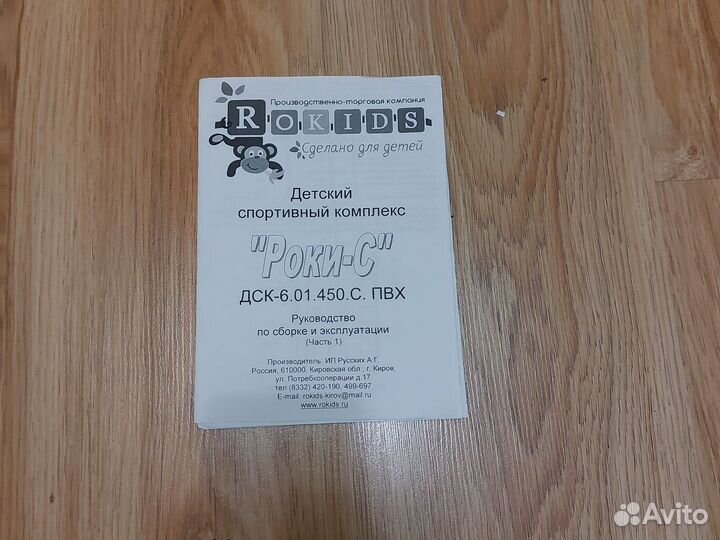 Производственно-торговая компания
ROKIDS
Сделано для детей
Детский
спортивный комплекс
"Роки-С"
ДСК-6.01.450.С. ПВХ
Руководство
по сборке и эксплуатации
(Часть 1)
Производитель: ИП Русских А.Г.
Россия, 610000, Кировская обл., г. Киров,
ул. Потребкооперации д.17.
тел (8332) 420-190, 499-697
E-mail: rokids-kirov@mail.ru
www.rokids.ru
Avito